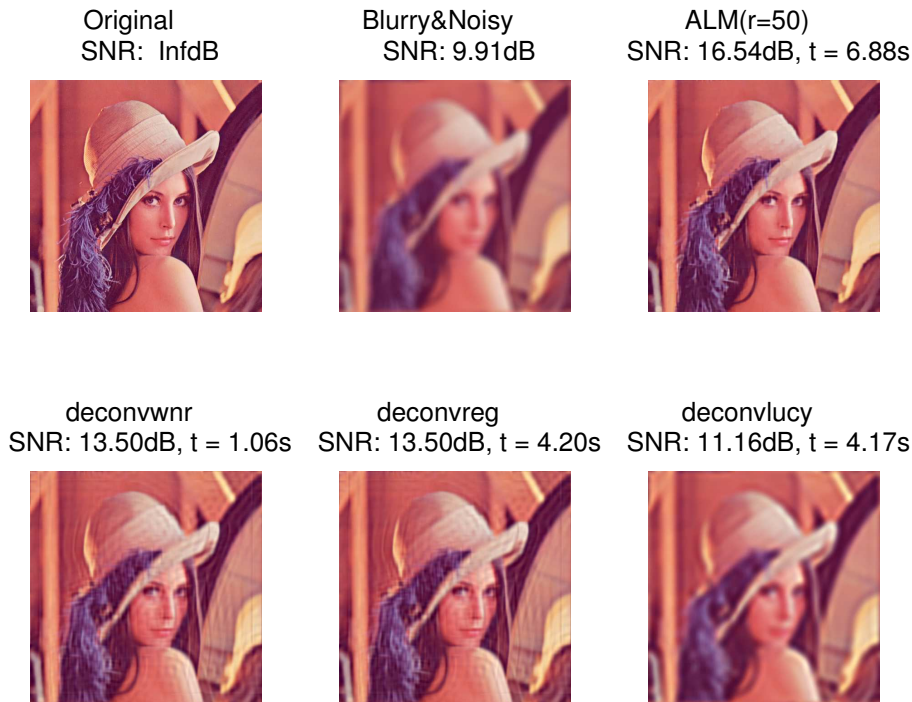 Original
SNR: InfdB
Blurry&Noisy
SNR: 9.91dB
ALM(r=50)
SNR: 16.54dB, t = 6.88s
deconvwnr
SNR: 13.50dB, t = 1.06s
deconvreg
SNR: 13.50dB, t = 4.20s
deconvlucy
SNR: 11.16dB, t = 4.17s